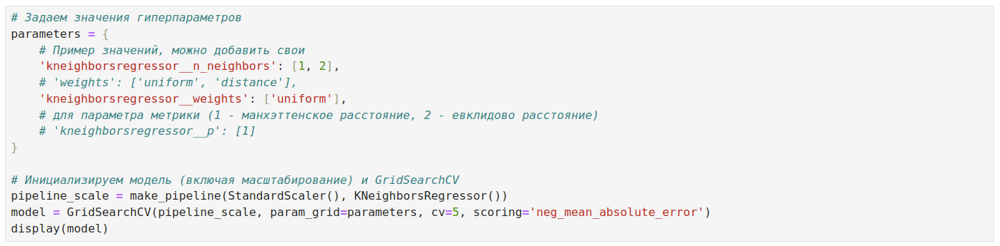 # Задаем значения гиперпараметров
parameters = {
    # Пример значений, можно добавить свои
    'kneighborsregressor__n_neighbors': [1, 2],
    # 'weights': ['uniform', 'distance'],
    'kneighborsregressor__weights': ['uniform'],
    # для параметра метрики (1 - манхэттенское расстояние, 2 - евклидово расстояние)
    # 'kneighborsregressor__p': [1]
}

# Инициализируем модель (включая масштабирование) и GridSearchCV
pipeline_scale = make_pipeline(StandardScaler(), KNeighborsRegressor())
model = GridSearchCV(pipeline_scale, param_grid=parameters, cv=5, scoring='neg_mean_absolute_error')
display(model)